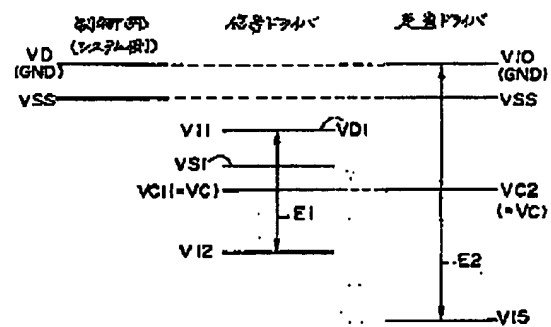 制御部 信号ドライバ 走査ドライバ
(システム側)
VD V10
(GND) (GND)
VSS VSS
V11 VD1
VS1
VC1(=VC) VC2
(=VC)
E1
V12 E2
V15